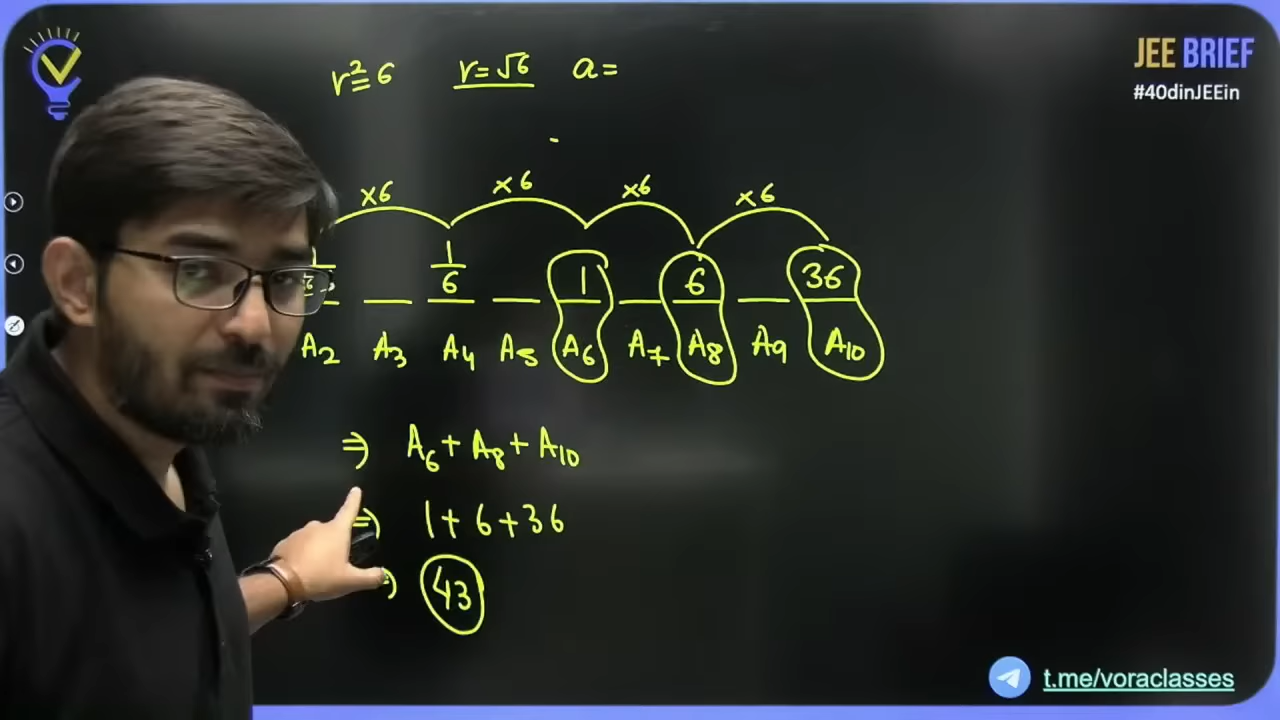 JEE BRIEF
#40dinJEEin
r² = 6 r = √6 a =
×6 ×6 ×6 ×6
1/6 1 6 36
A₂ A₃ A₄ A₅ A₆ A₇ A₈ A₉ A₁₀
⇒ A₆ + A₈ + A₁₀
⇒ 1 + 6 + 36
43
t.me/voraclasses